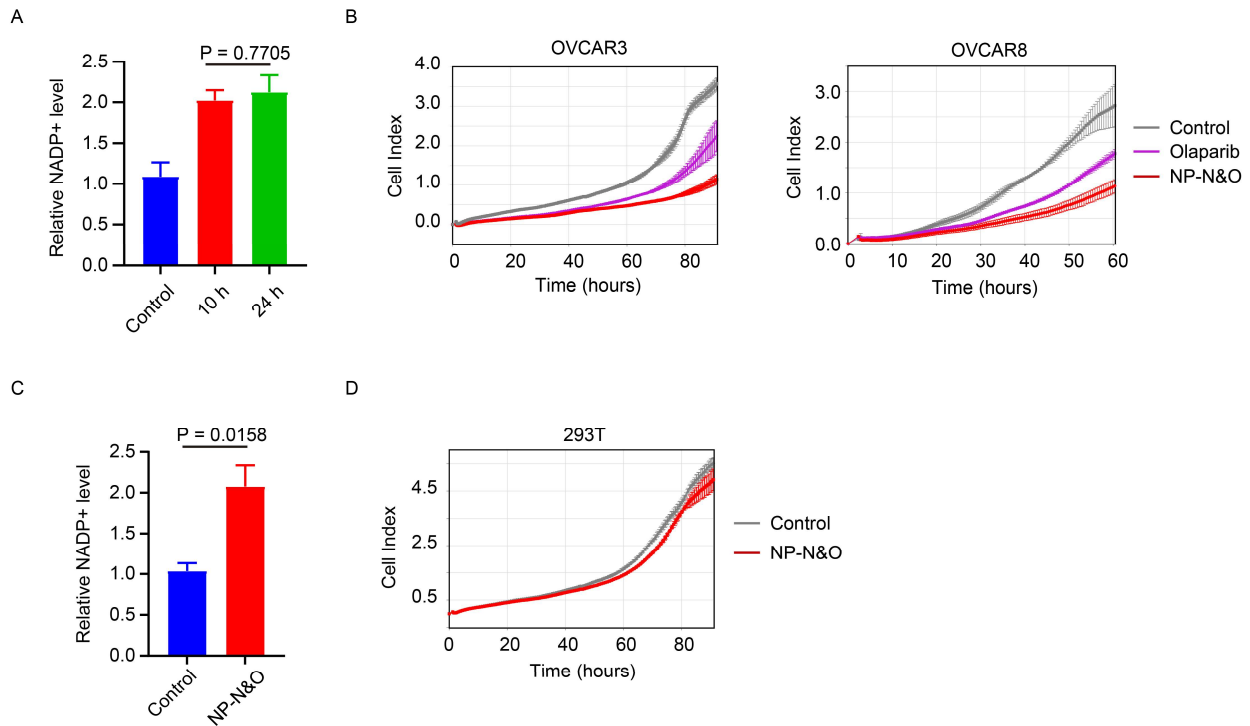 A
P = 0.7705
Relative NADP+ level
2.5
2.0
1.5
1.0
0.5
0.0
Control
10 h
24 h
B
OVCAR3
Cell Index
4.0
3.0
2.0
1.0
0.0
0
20
40
60
80
Time (hours)
OVCAR8
Cell Index
3.0
2.0
1.0
0.0
0
10
20
30
40
50
60
Time (hours)
Control
Olaparib
NP-N&O
C
P = 0.0158
Relative NADP+ level
2.5
2.0
1.5
1.0
0.5
0.0
Control
NP-N&O
D
293T
Cell Index
4.5
2.5
0.5
0
20
40
60
80
Time (hours)
Control
NP-N&O